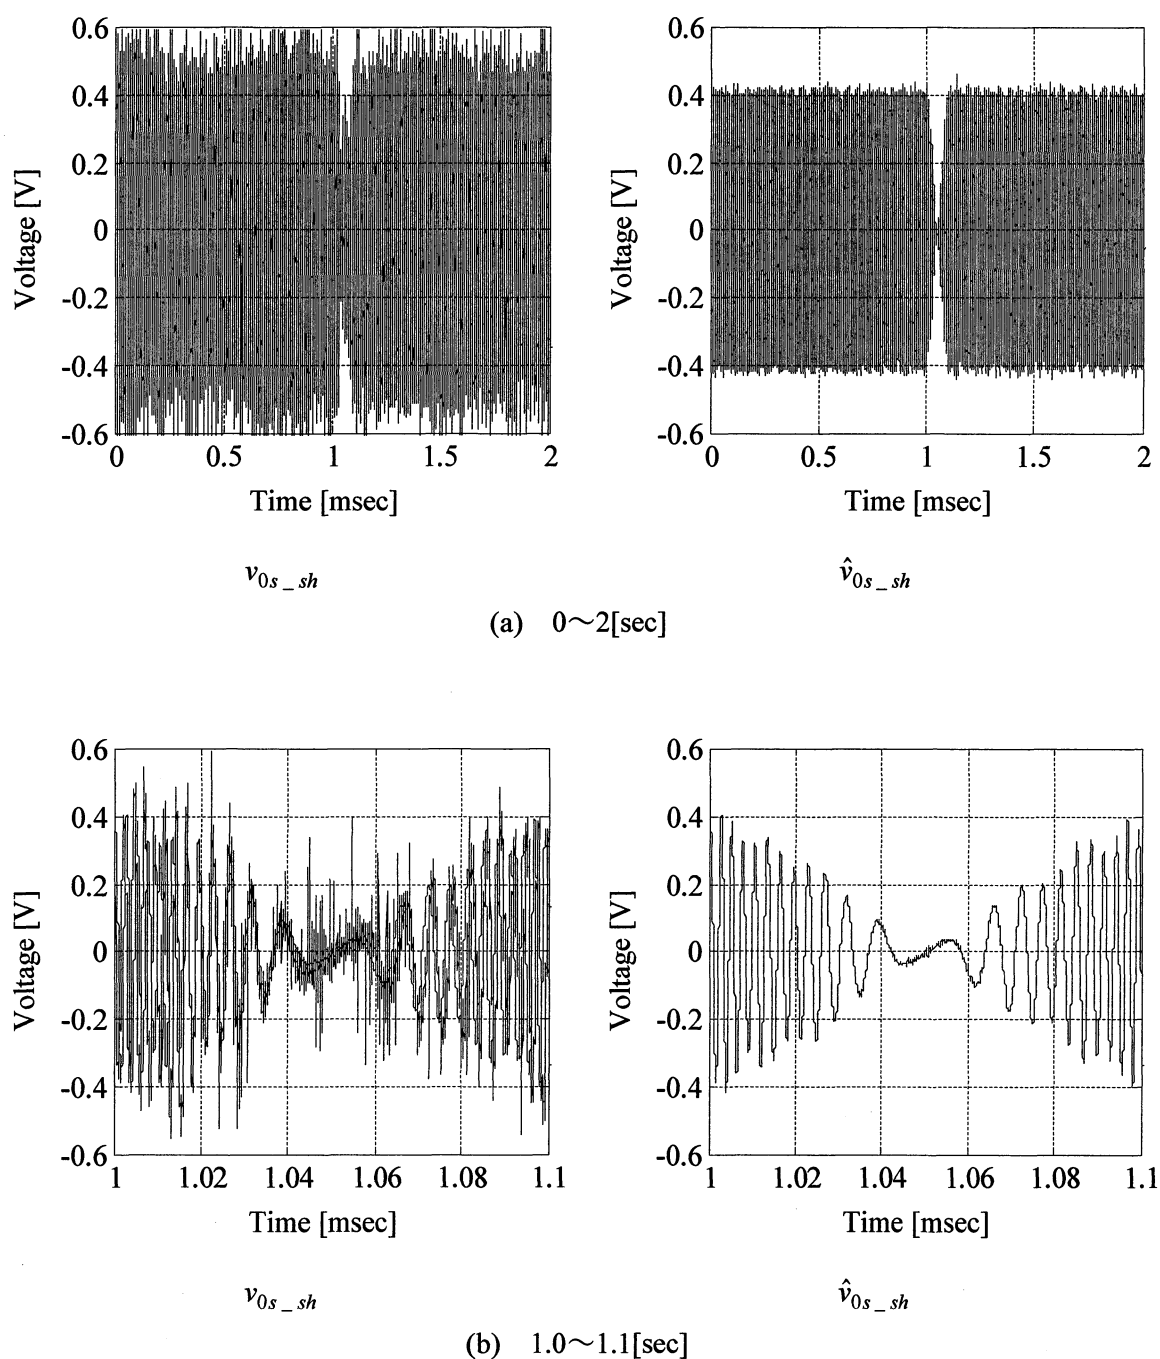 0.6
0.4
0.2
0
-0.2
-0.4
-0.6
Voltage [V]
0 0.5 1 1.5 2
Time [msec]
v0s_sh
0.6
0.4
0.2
0
-0.2
-0.4
-0.6
Voltage [V]
0 0.5 1 1.5 2
Time [msec]
v̂0s_sh
(a) 0～2[sec]
0.6
0.4
0.2
0
-0.2
-0.4
-0.6
Voltage [V]
1 1.02 1.04 1.06 1.08 1.1
Time [msec]
v0s_sh
0.6
0.4
0.2
0
-0.2
-0.4
-0.6
Voltage [V]
1 1.02 1.04 1.06 1.08 1.1
Time [msec]
v̂0s_sh
(b) 1.0～1.1[sec]